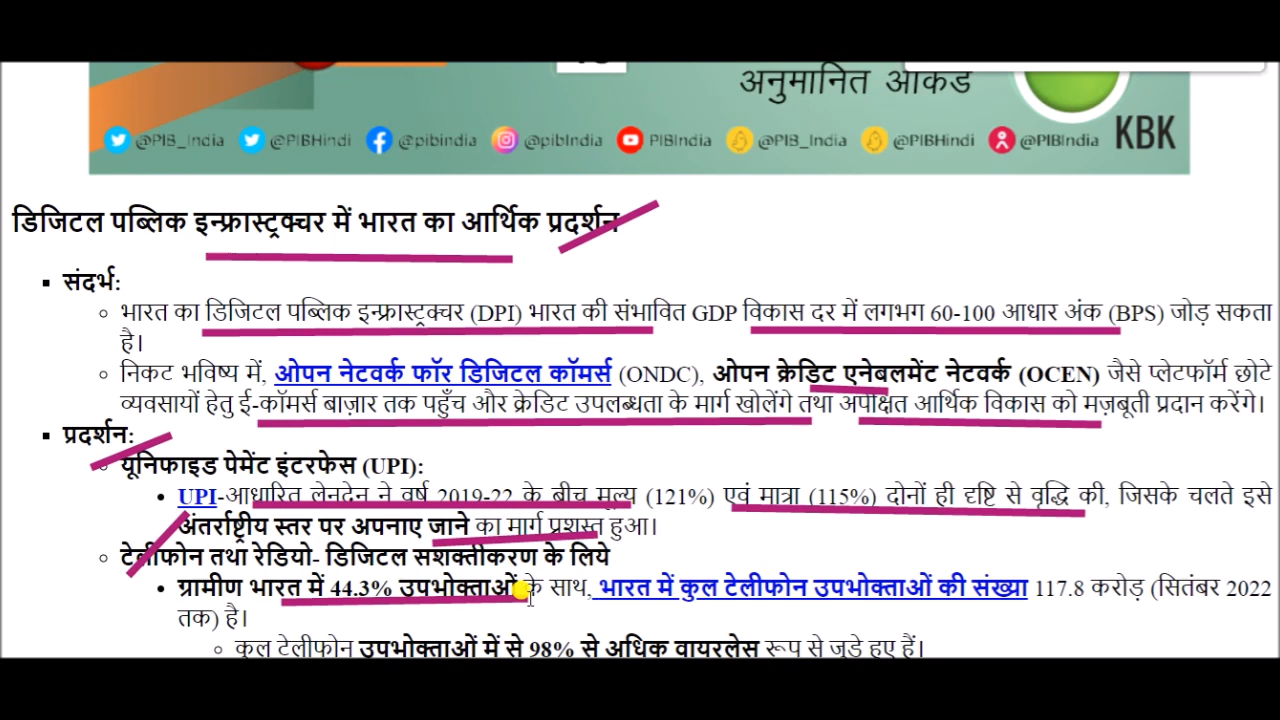 अनुमानित आंकड
@PIB_India @PIBHindi @pibindia @pibIndia PIBIndia @PIB_India @PIBHindi @PIBIndia KBK
डिजिटल पब्लिक इन्फ्रास्ट्रक्चर में भारत का आर्थिक प्रदर्शन
▪ संदर्भ:
○ भारत का डिजिटल पब्लिक इन्फ्रास्ट्रक्चर (DPI) भारत की संभावित GDP विकास दर में लगभग 60-100 आधार अंक (BPS) जोड़ सकता
है।
○ निकट भविष्य में, ओपन नेटवर्क फॉर डिजिटल कॉमर्स (ONDC), ओपन क्रेडिट एनेबलमेंट नेटवर्क (OCEN) जैसे प्लेटफॉर्म छोटे
व्यवसायों हेतु ई-कॉमर्स बाज़ार तक पहुँच और क्रेडिट उपलब्धता के मार्ग खोलेंगे तथा अपेक्षित आर्थिक विकास को मज़बूती प्रदान करेंगे।
▪ प्रदर्शन:
○ यूनिफाइड पेमेंट इंटरफेस (UPI):
• UPI-आधारित लेनदेन ने वर्ष 2019-22 के बीच मूल्य (121%) एवं मात्रा (115%) दोनों ही दृष्टि से वृद्धि की, जिसके चलते इसे
अंतर्राष्ट्रीय स्तर पर अपनाए जाने का मार्ग प्रशस्त हुआ।
○ टेलीफोन तथा रेडियो- डिजिटल सशक्तीकरण के लिये
• ग्रामीण भारत में 44.3% उपभोक्ताओं के साथ, भारत में कुल टेलीफोन उपभोक्ताओं की संख्या 117.8 करोड़ (सितंबर 2022
तक) है।
○ कुल टेलीफोन उपभोक्ताओं में से 98% से अधिक वायरलेस रूप से जुड़े हुए हैं।